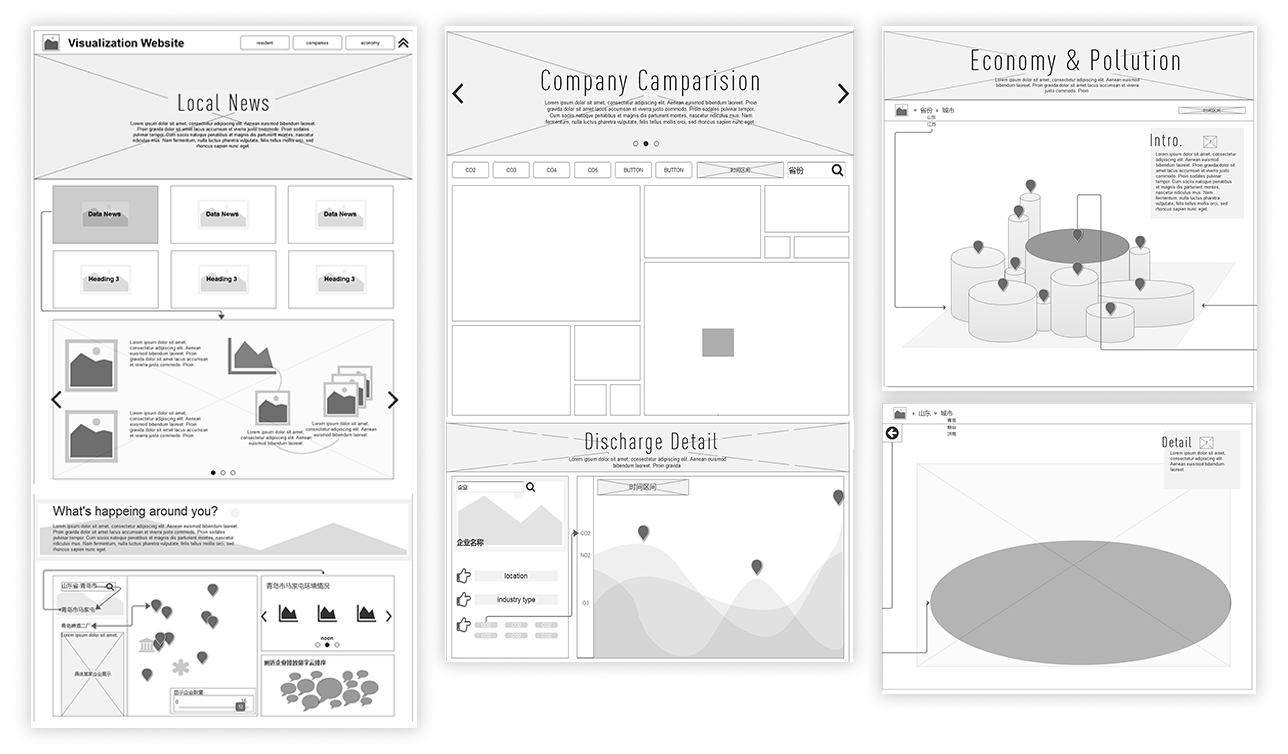 Visualization Website
resident
companies
economy
Local News
Lorem ipsum dolor sit amet, consectetur adipiscing elit. Aenean euismod bibendum laoreet.
Proin gravida dolor sit amet lacus accumsan et viverra justo commodo. Proin sodales
pulvinar tempor. Cum sociis natoque penatibus et magnis dis parturient montes, nascetur
ridiculus mus. Nam fermentum, nulla luctus pharetra vulputate, felis tellus mollis orci, sed
rhoncus sapien nunc eget
Data News
Data News
Data News
Heading 3
Heading 3
Heading 3
Lorem ipsum dolor sit amet,
consectetur adipiscing elit. Aenean
euismod bibendum laoreet. Proin
gravida dolor sit amet lacus accumsan
et viverra justo commodo. Proin
Lorem ipsum dolor sit amet,
consectetur adipiscing elit. Aenean
euismod bibendum laoreet. Proin
gravida dolor sit amet lacus accumsan
et viverra justo commodo. Proin
Lorem ipsum dolor sit amet,
consectetur adipiscing elit. Aenean
euismod bibendum laoreet.
Lorem ipsum dolor sit amet,
consectetur adipiscing elit. Aenean
euismod bibendum laoreet.
What's happeing around you?
Lorem ipsum dolor sit amet, consectetur adipiscing elit. Aenean euismod bibendum laoreet.
Proin gravida dolor sit amet lacus accumsan et viverra justo commodo. Proin sodales
pulvinar tempor. Cum sociis natoque penatibus et magnis dis parturient montes, nascetur
ridiculus mus. Nam fermentum, nulla luctus pharetra vulputate, felis tellus mollis orci, sed
rhoncus sapien nunc eget
山东省 青岛市
青岛市马家屯
青岛啤酒二厂
Lorem ipsum dolor sit amet.
具体某家企业图示
显示企业数量
0
12
青岛市马家屯环境情况
noon
附近企业排放量字云排序
Company Camparision
Lorem ipsum dolor sit amet, consectetur adipiscing elit. Aenean euismod bibendum laoreet. Proin
gravida dolor sit amet lacus accumsan et viverra justo commodo. Proin sodales pulvinar tempor.
Cum sociis natoque penatibus et magnis dis parturient montes, nascetur ridiculus mus. Nam
fermentum, nulla luctus pharetra vulputate, felis tellus mollis orci, sed rhoncus sapien nunc eget
CO2
CO3
CO4
CO5
BUTTON
BUTTON
时间区间
省份
Discharge Detail
Lorem ipsum dolor sit amet, consectetur adipiscing elit. Aenean euismod
bibendum laoreet. Proin gravida
企业
企业名称
location
industry type
CO2
CO2
CO2
CO2
CO2
CO2
时间区间
CO2
NO2
O3
Economy & Pollution
Lorem ipsum dolor sit amet, consectetur adipiscing elit. Aenean euismod
bibendum laoreet. Proin gravida dolor sit amet lacus accumsan et viverra
justo commodo. Proin
省份
城市
山东
江苏
时间区间
Intro.
Lorem ipsum dolor sit amet,
consectetur adipiscing elit.
Aenean euismod bibendum
laoreet. Proin gravida dolor
sit amet lacus accumsan et
viverra justo commodo.
Proin sodales pulvinar
tempor. Cum sociis natoque
penatibus et magnis dis
parturient montes, nascetur
ridiculus mus. Nam
fermentum, nulla luctus
pharetra vulputate, felis
tellus mollis orci, sed
rhoncus sapien nunc eget
山东
城市
青岛
烟台
济南
Detail
Lorem ipsum dolor sit amet,
consectetur adipiscing elit.
Aenean euismod bibendum
laoreet.